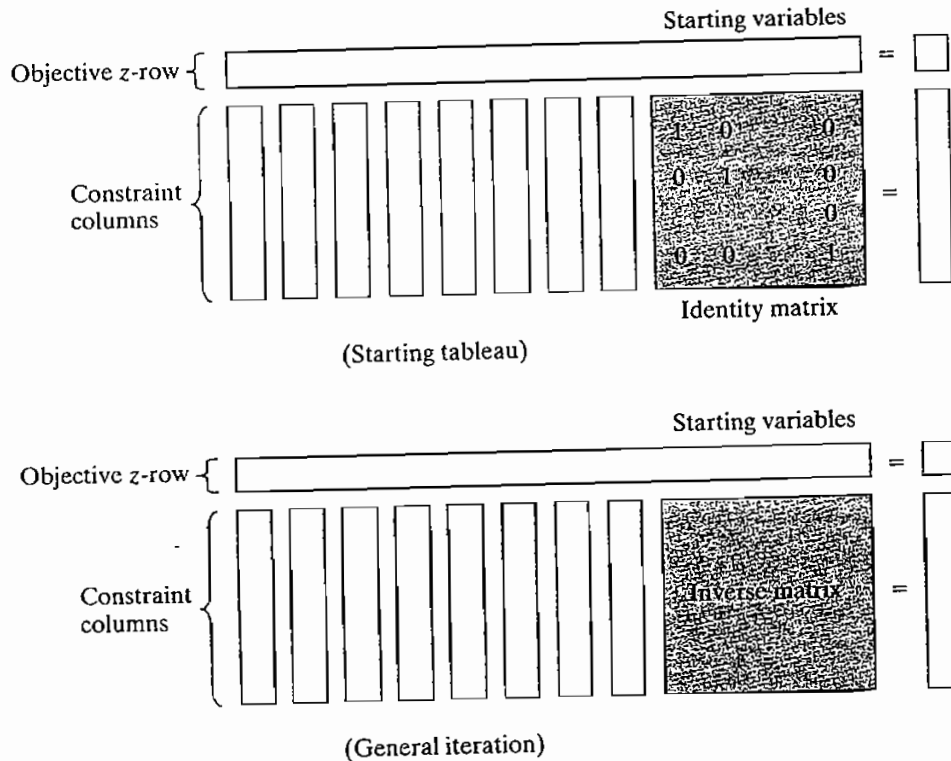 Starting variables
Objective z-row { =
1 0 0
0 1 0
Constraint
columns
=
0
0 0 1
Identity matrix
(Starting tableau)
Starting variables
Objective z-row { =
Constraint
columns
Inverse matrix =
(General iteration)